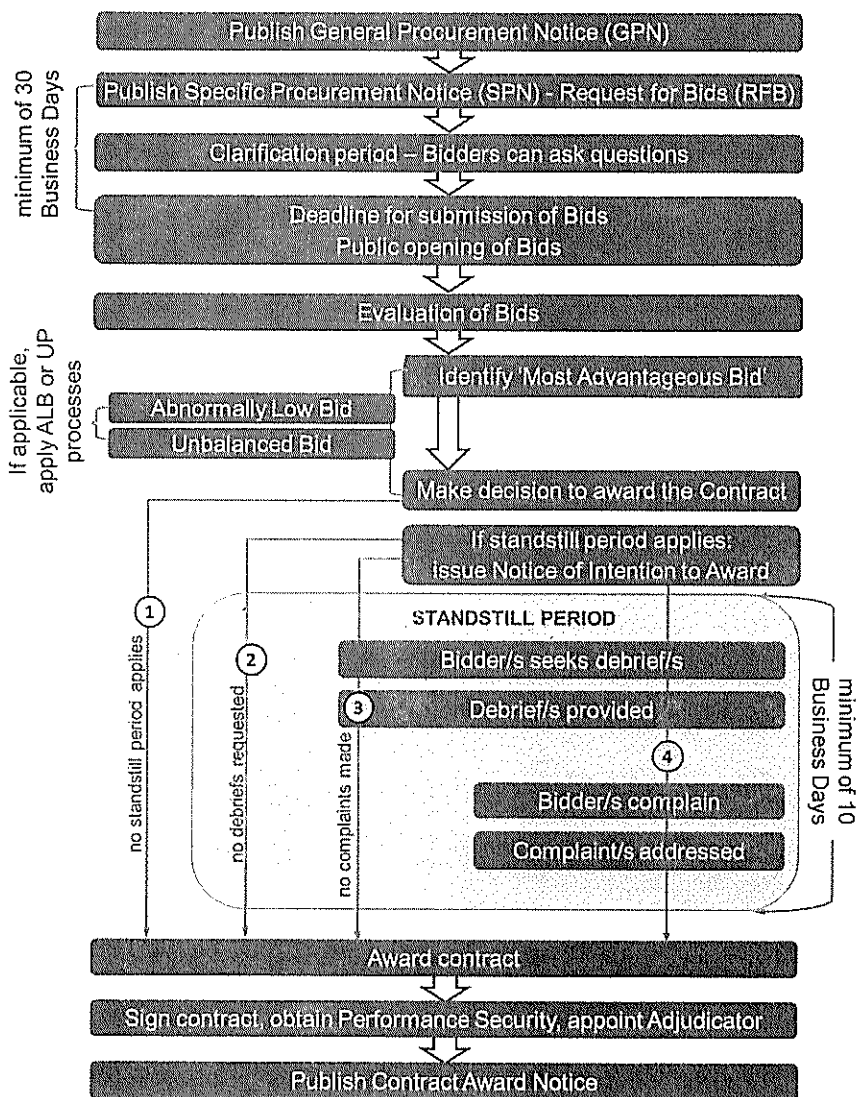 Publish General Procurement Notice (GPN)
minimum of 30
Business Days
Publish Specific Procurement Notice (SPN) - Request for Bids (RFB)
Clarification period – Bidders can ask questions
Deadline for submission of Bids
Public opening of Bids
Evaluation of Bids
If applicable,
apply ALB or UP
processes
Identify 'Most Advantageous Bid'
Abnormally Low Bid
Unbalanced Bid
Make decision to award the Contract
If standstill period applies:
issue Notice of Intention to Award
1
no standstill period applies
2
no debriefs requested
STANDSTILL PERIOD
Bidder/s seeks debrief/s
Debrief/s provided
3
no complaints made
4
Bidder/s complain
Complaint/s addressed
minimum of 10
Business Days
Award contract
Sign contract, obtain Performance Security, appoint Adjudicator
Publish Contract Award Notice